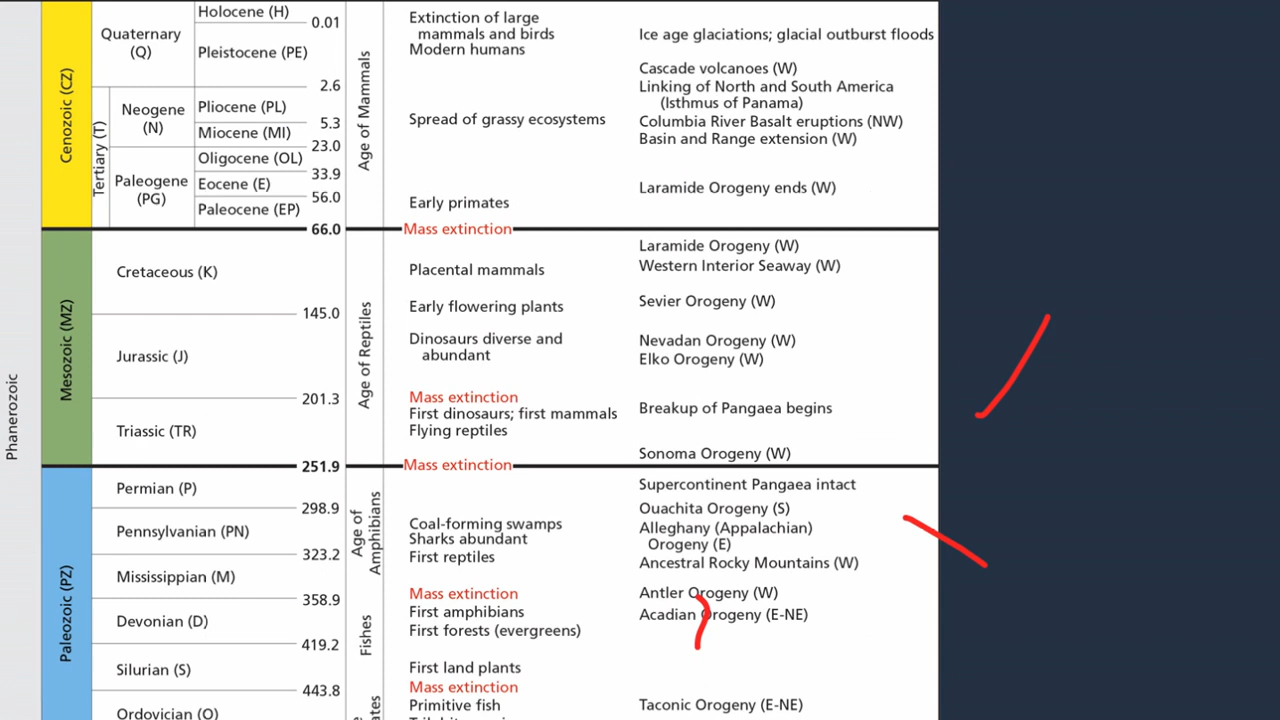 Phanerozoic
Cenozoic (CZ)
Quaternary
(Q)
Tertiary (T)
Neogene
(N)
Paleogene
(PG)
Holocene (H)
Pleistocene (PE)
Pliocene (PL)
Miocene (MI)
Oligocene (OL)
Eocene (E)
Paleocene (EP)
0.01
2.6
5.3
23.0
33.9
56.0
66.0
Age of Mammals
Extinction of large
mammals and birds
Modern humans
Spread of grassy ecosystems
Early primates
Mass extinction
Ice age glaciations; glacial outburst floods
Cascade volcanoes (W)
Linking of North and South America
(Isthmus of Panama)
Columbia River Basalt eruptions (NW)
Basin and Range extension (W)
Laramide Orogeny ends (W)
Mesozoic (MZ)
Cretaceous (K)
Jurassic (J)
Triassic (TR)
145.0
201.3
251.9
Age of Reptiles
Placental mammals
Early flowering plants
Dinosaurs diverse and
abundant
Mass extinction
First dinosaurs; first mammals
Flying reptiles
Mass extinction
Laramide Orogeny (W)
Western Interior Seaway (W)
Sevier Orogeny (W)
Nevadan Orogeny (W)
Elko Orogeny (W)
Breakup of Pangaea begins
Sonoma Orogeny (W)
Paleozoic (PZ)
Permian (P)
Pennsylvanian (PN)
Mississippian (M)
Devonian (D)
Silurian (S)
Ordovician (O)
298.9
323.2
358.9
419.2
443.8
Age of
Amphibians
Fishes
Coal-forming swamps
Sharks abundant
First reptiles
Mass extinction
First amphibians
First forests (evergreens)
First land plants
Mass extinction
Primitive fish
Supercontinent Pangaea intact
Ouachita Orogeny (S)
Alleghany (Appalachian)
Orogeny (E)
Ancestral Rocky Mountains (W)
Antler Orogeny (W)
Acadian Orogeny (E-NE)
Taconic Orogeny (E-NE)